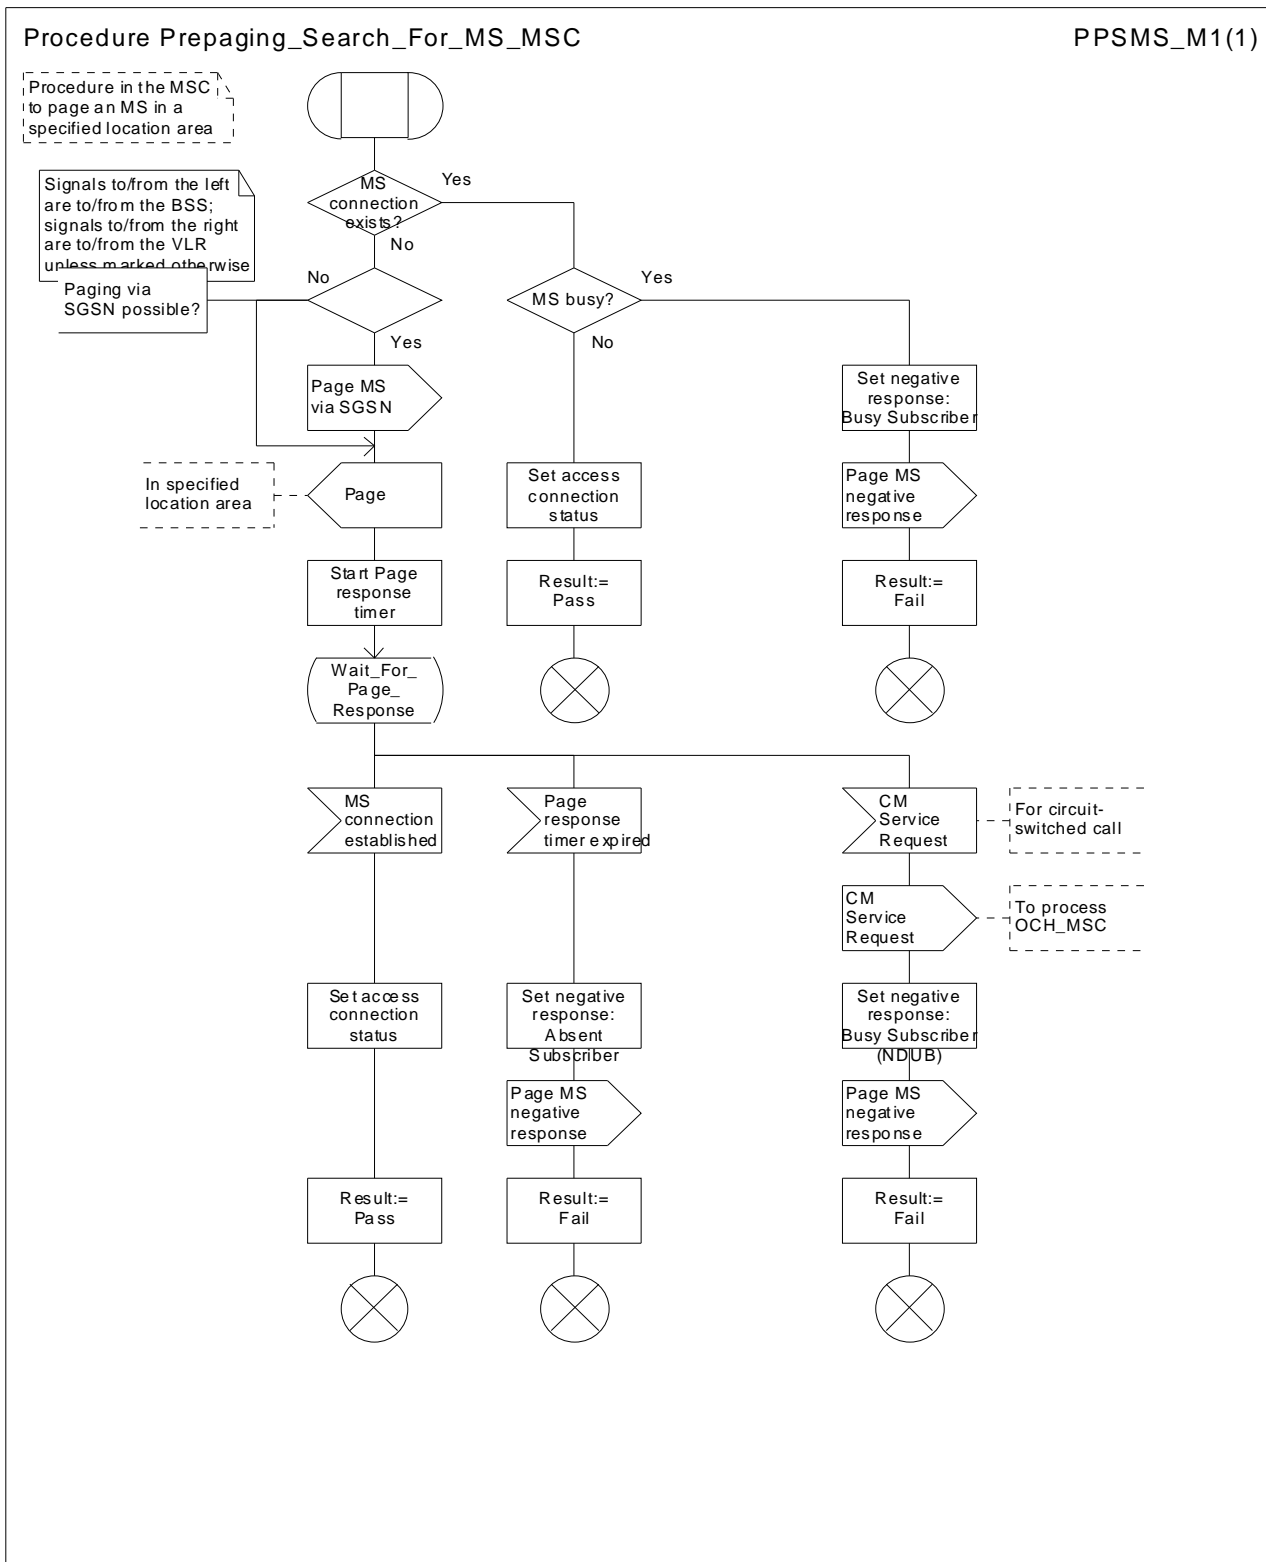 Procedure Prepaging_Search_For_MS_MSC
PPSMS_M1(1)
Procedure in the MSC
to page an MS in a
specified location area
Signals to/from the left
are to/from the BSS;
signals to/from the right
are to/from the VLR
unless marked otherwise
MS
connection
exists?
Yes
No
No
Paging via
SGSN possible?
Yes
MS busy?
Yes
No
Page MS
via SGSN
Set negative
response:
Busy Subscriber
In specified
location area
Page
Set access
connection
status
Page MS
negative
response
Start Page
response
timer
Result:=
Pass
Result:=
Fail
Wait_For_
Page_
Response
MS
connection
established
Page
response
timer expired
CM
Service
Request
For circuit-
switched call
CM
Service
Request
To process
OCH_MSC
Set access
connection
status
Set negative
response:
Absent
Subscriber
Set negative
response:
Busy Subscriber
(NDUB)
Page MS
negative
response
Page MS
negative
response
Result:=
Pass
Result:=
Fail
Result:=
Fail